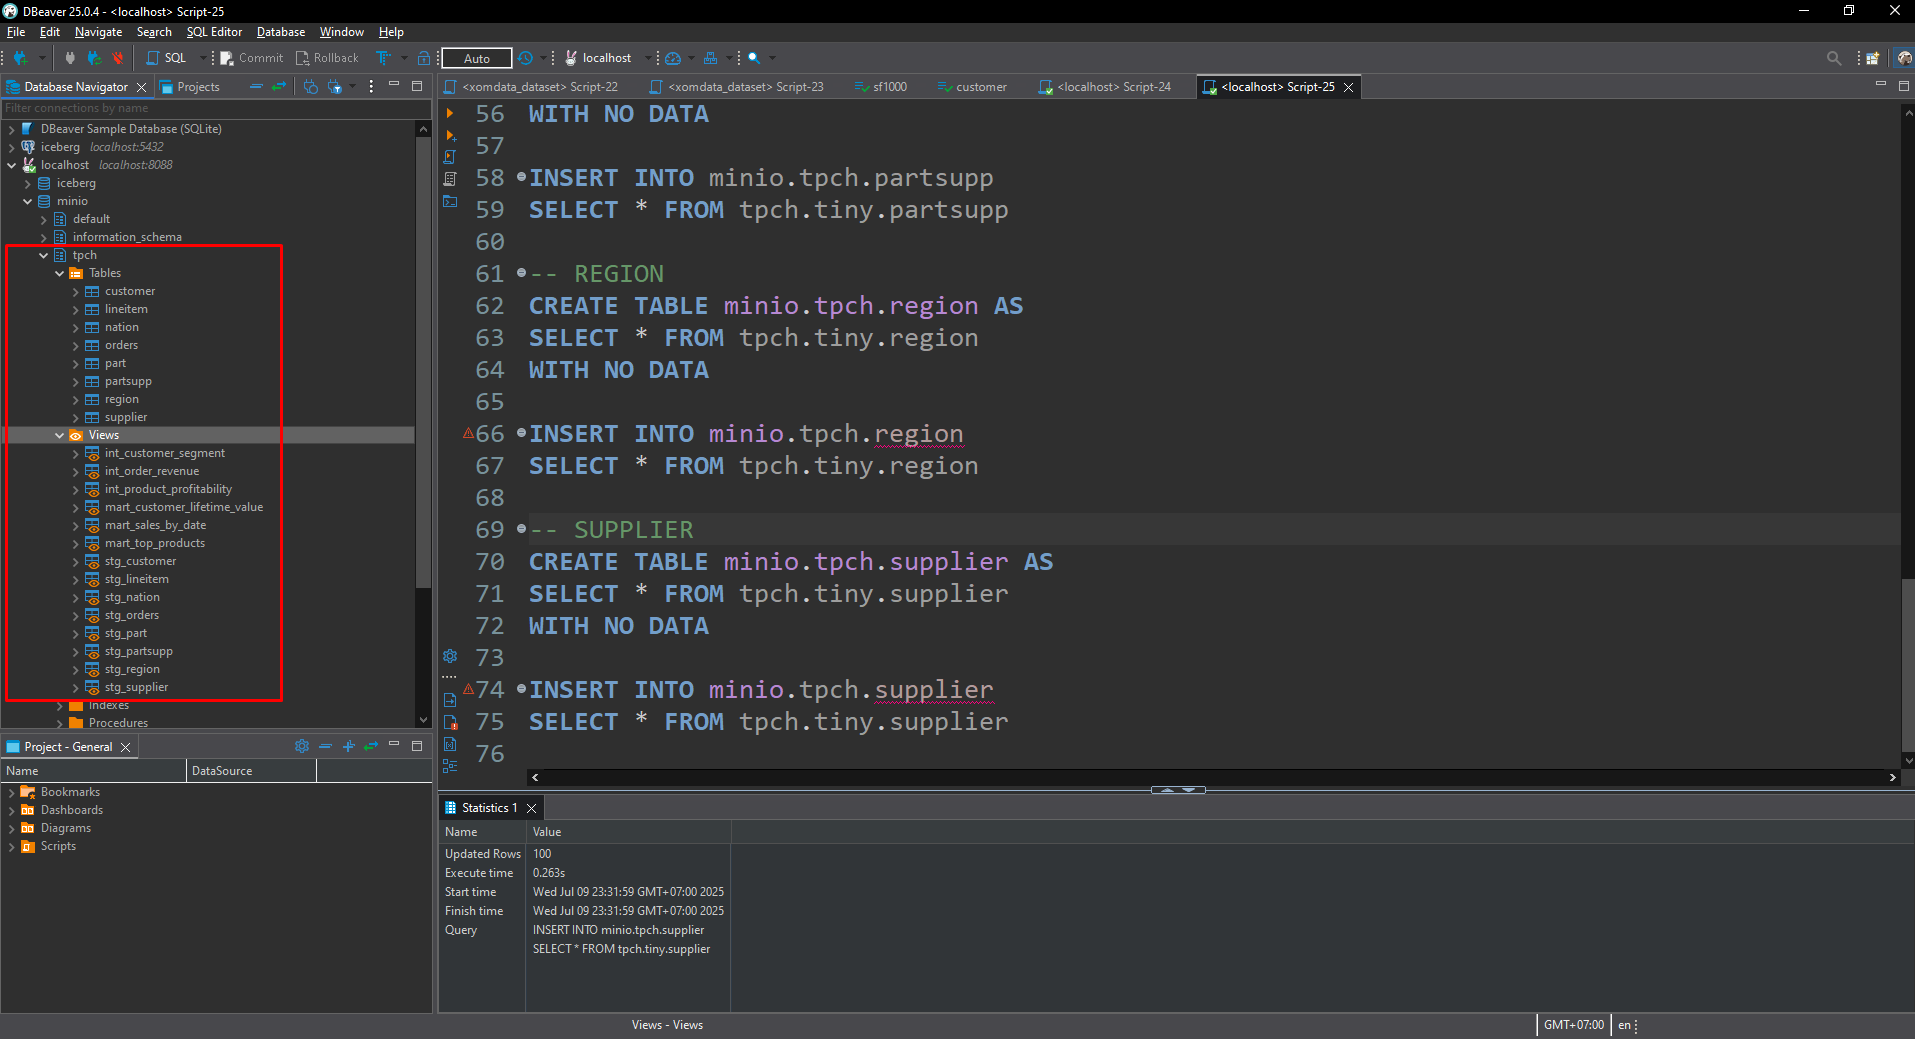 DBeaver 25.0.4 - <localhost> Script-25
File Edit Navigate Search SQL Editor Database Window Help
SQL Commit Rollback Auto localhost
Database Navigator Projects
Filter connections by name
DBeaver Sample Database (SQLite)
iceberg localhost:5432
localhost localhost:8088
iceberg
minio
default
information_schema
tpch
Tables
customer
lineitem
nation
orders
part
partsupp
region
supplier
Views
int_customer_segment
int_order_revenue
int_product_profitability
mart_customer_lifetime_value
mart_sales_by_date
mart_top_products
stg_customer
stg_lineitem
stg_nation
stg_orders
stg_part
stg_partsupp
stg_region
stg_supplier
Indexes
Procedures
Project - General
Name DataSource
Bookmarks
Dashboards
Diagrams
Scripts
<xomdata_dataset> Script-22 <xomdata_dataset> Script-23 sf1000 customer <localhost> Script-24 <localhost> Script-25
56 WITH NO DATA
57
58 INSERT INTO minio.tpch.partsupp
59 SELECT * FROM tpch.tiny.partsupp
60
61 -- REGION
62 CREATE TABLE minio.tpch.region AS
63 SELECT * FROM tpch.tiny.region
64 WITH NO DATA
65
66 INSERT INTO minio.tpch.region
67 SELECT * FROM tpch.tiny.region
68
69 -- SUPPLIER
70 CREATE TABLE minio.tpch.supplier AS
71 SELECT * FROM tpch.tiny.supplier
72 WITH NO DATA
73
74 INSERT INTO minio.tpch.supplier
75 SELECT * FROM tpch.tiny.supplier
76
Statistics 1
Name Value
Updated Rows 100
Execute time 0.263s
Start time Wed Jul 09 23:31:59 GMT+07:00 2025
Finish time Wed Jul 09 23:31:59 GMT+07:00 2025
Query INSERT INTO minio.tpch.supplier
SELECT * FROM tpch.tiny.supplier
Views - Views GMT+07:00 en